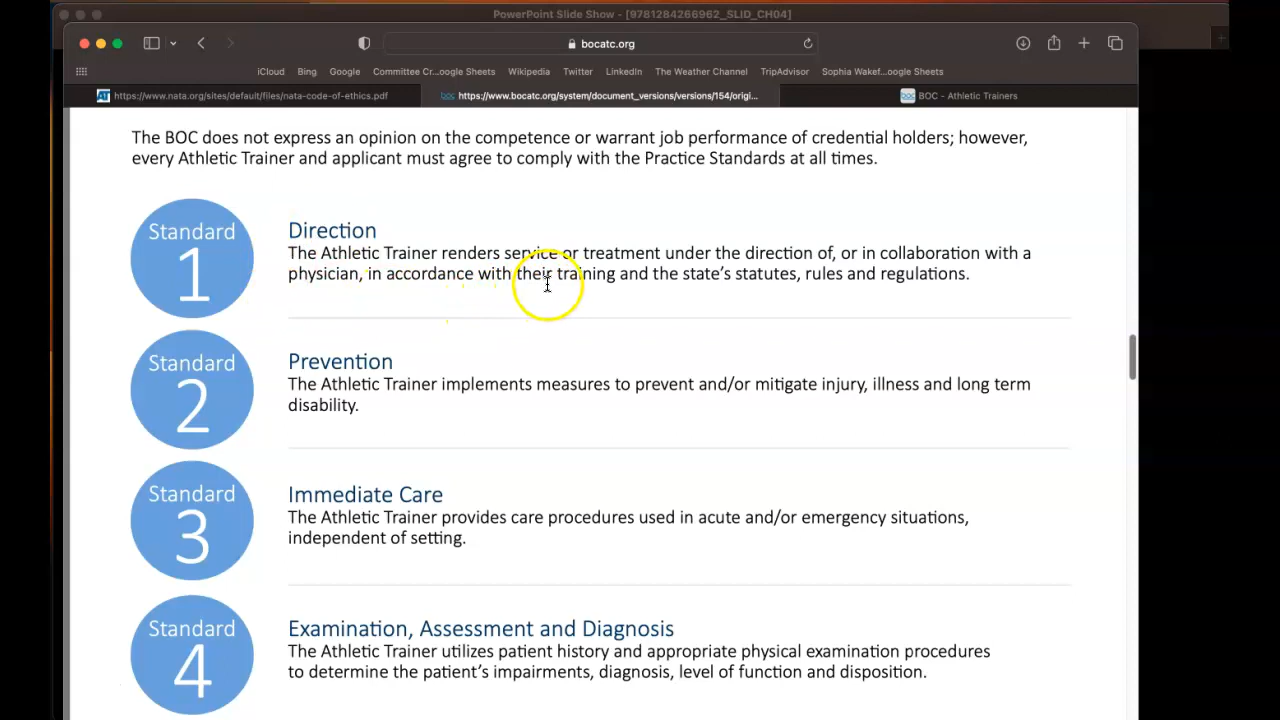 PowerPoint Slide Show - [9781284266962_SLID_CH04]
bocatc.org
iCloud Bing Google Committee Cr...oogle Sheets Wikipedia Twitter LinkedIn The Weather Channel TripAdvisor Sophia Wakef...oogle Sheets
https://www.nata.org/sites/default/files/nata-code-of-ethics.pdf https://www.bocatc.org/system/document_versions/versions/154/origi... BOC - Athletic Trainers
The BOC does not express an opinion on the competence or warrant job performance of credential holders; however,
every Athletic Trainer and applicant must agree to comply with the Practice Standards at all times.
Standard
1
Direction
The Athletic Trainer renders service or treatment under the direction of, or in collaboration with a
physician, in accordance with their training and the state's statutes, rules and regulations.
Standard
2
Prevention
The Athletic Trainer implements measures to prevent and/or mitigate injury, illness and long term
disability.
Standard
3
Immediate Care
The Athletic Trainer provides care procedures used in acute and/or emergency situations,
independent of setting.
Standard
4
Examination, Assessment and Diagnosis
The Athletic Trainer utilizes patient history and appropriate physical examination procedures
to determine the patient's impairments, diagnosis, level of function and disposition.